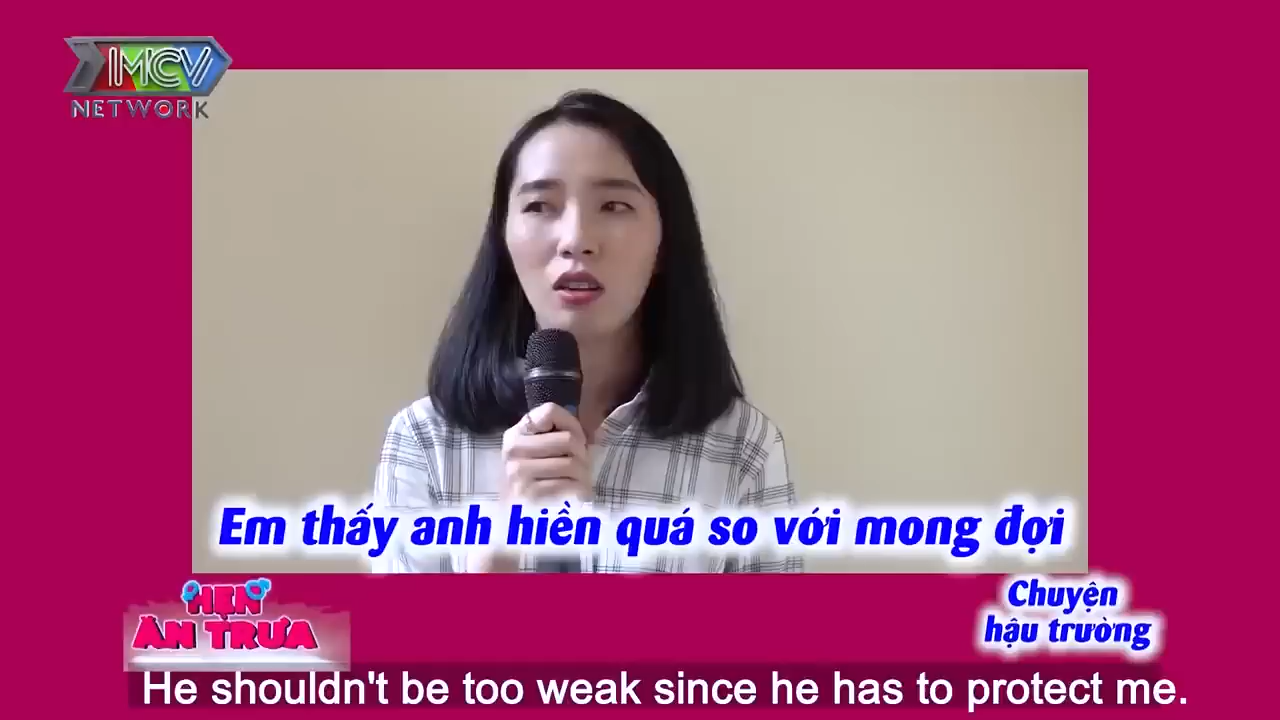 MCV
NETWORK
Em thấy anh hiền quá so với mong đợi
HẸN
ĂN TRƯA
Chuyện
hậu trường
He shouldn't be too weak since he has to protect me.